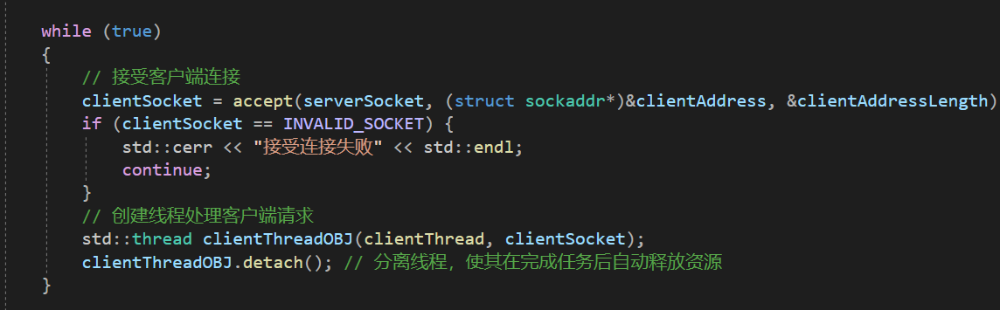 while (true)
{
// 接受客户端连接
clientSocket = accept(serverSocket, (struct sockaddr*)&clientAddress, &clientAddressLength)
if (clientSocket == INVALID_SOCKET) {
std::cerr << "接受连接失败" << std::endl;
continue;
}
// 创建线程处理客户端请求
std::thread clientThreadOBJ(clientThread, clientSocket);
clientThreadOBJ.detach(); // 分离线程，使其在完成任务后自动释放资源
}